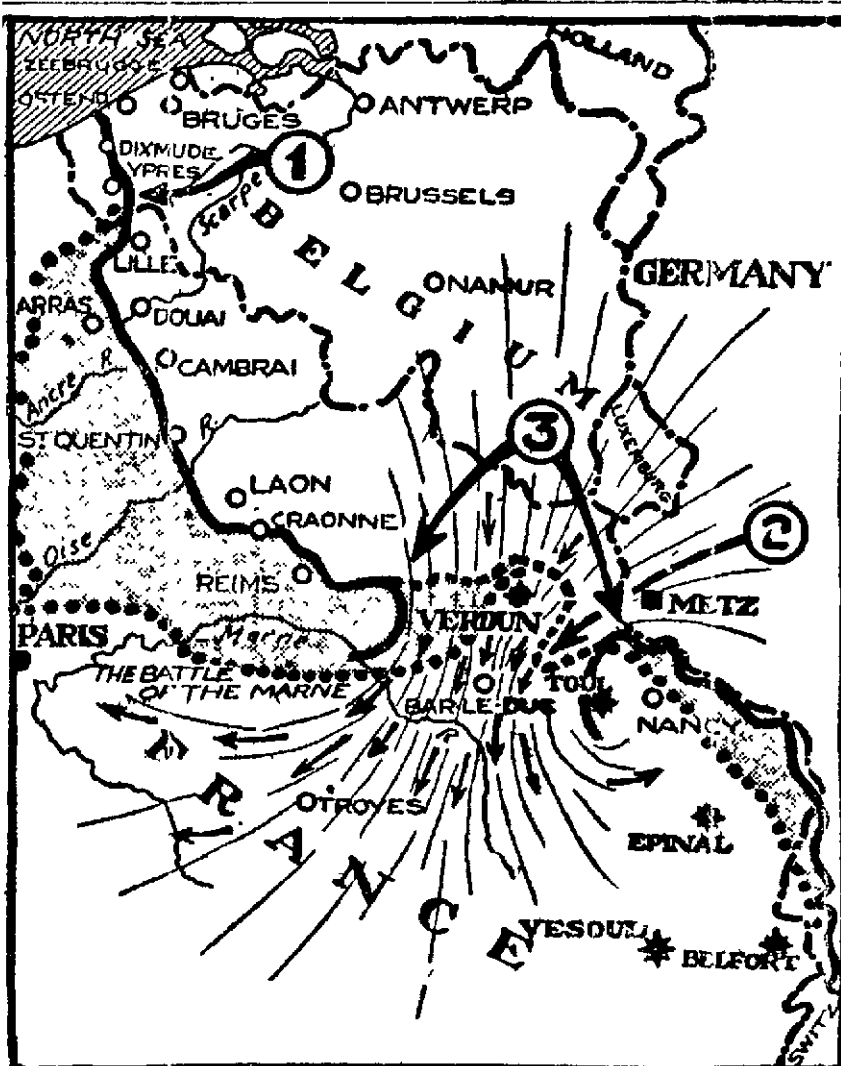 NORTH SEA
HOLLAND
ZEEBRUGGE
OSTEND
BRUGES
ANTWERP
DIXMUDE
YPRES
1
Scarpe
BRUSSELS
BELGIUM
LILLE
NAMUR
GERMANY
ARRAS
DOUAI
Ancre R.
CAMBRAI
ST. QUENTIN
R.
3
LUXEMBURG
LAON
CRAONNE
2
Oise
REIMS
VERDUN
METZ
PARIS
Marne
THE BATTLE
OF THE MARNE
TOUL
BAR-LE-DUC
NANCY
R
FRANCE
TROYES
EPINAL
VESOUL
BELFORT
SWITZ